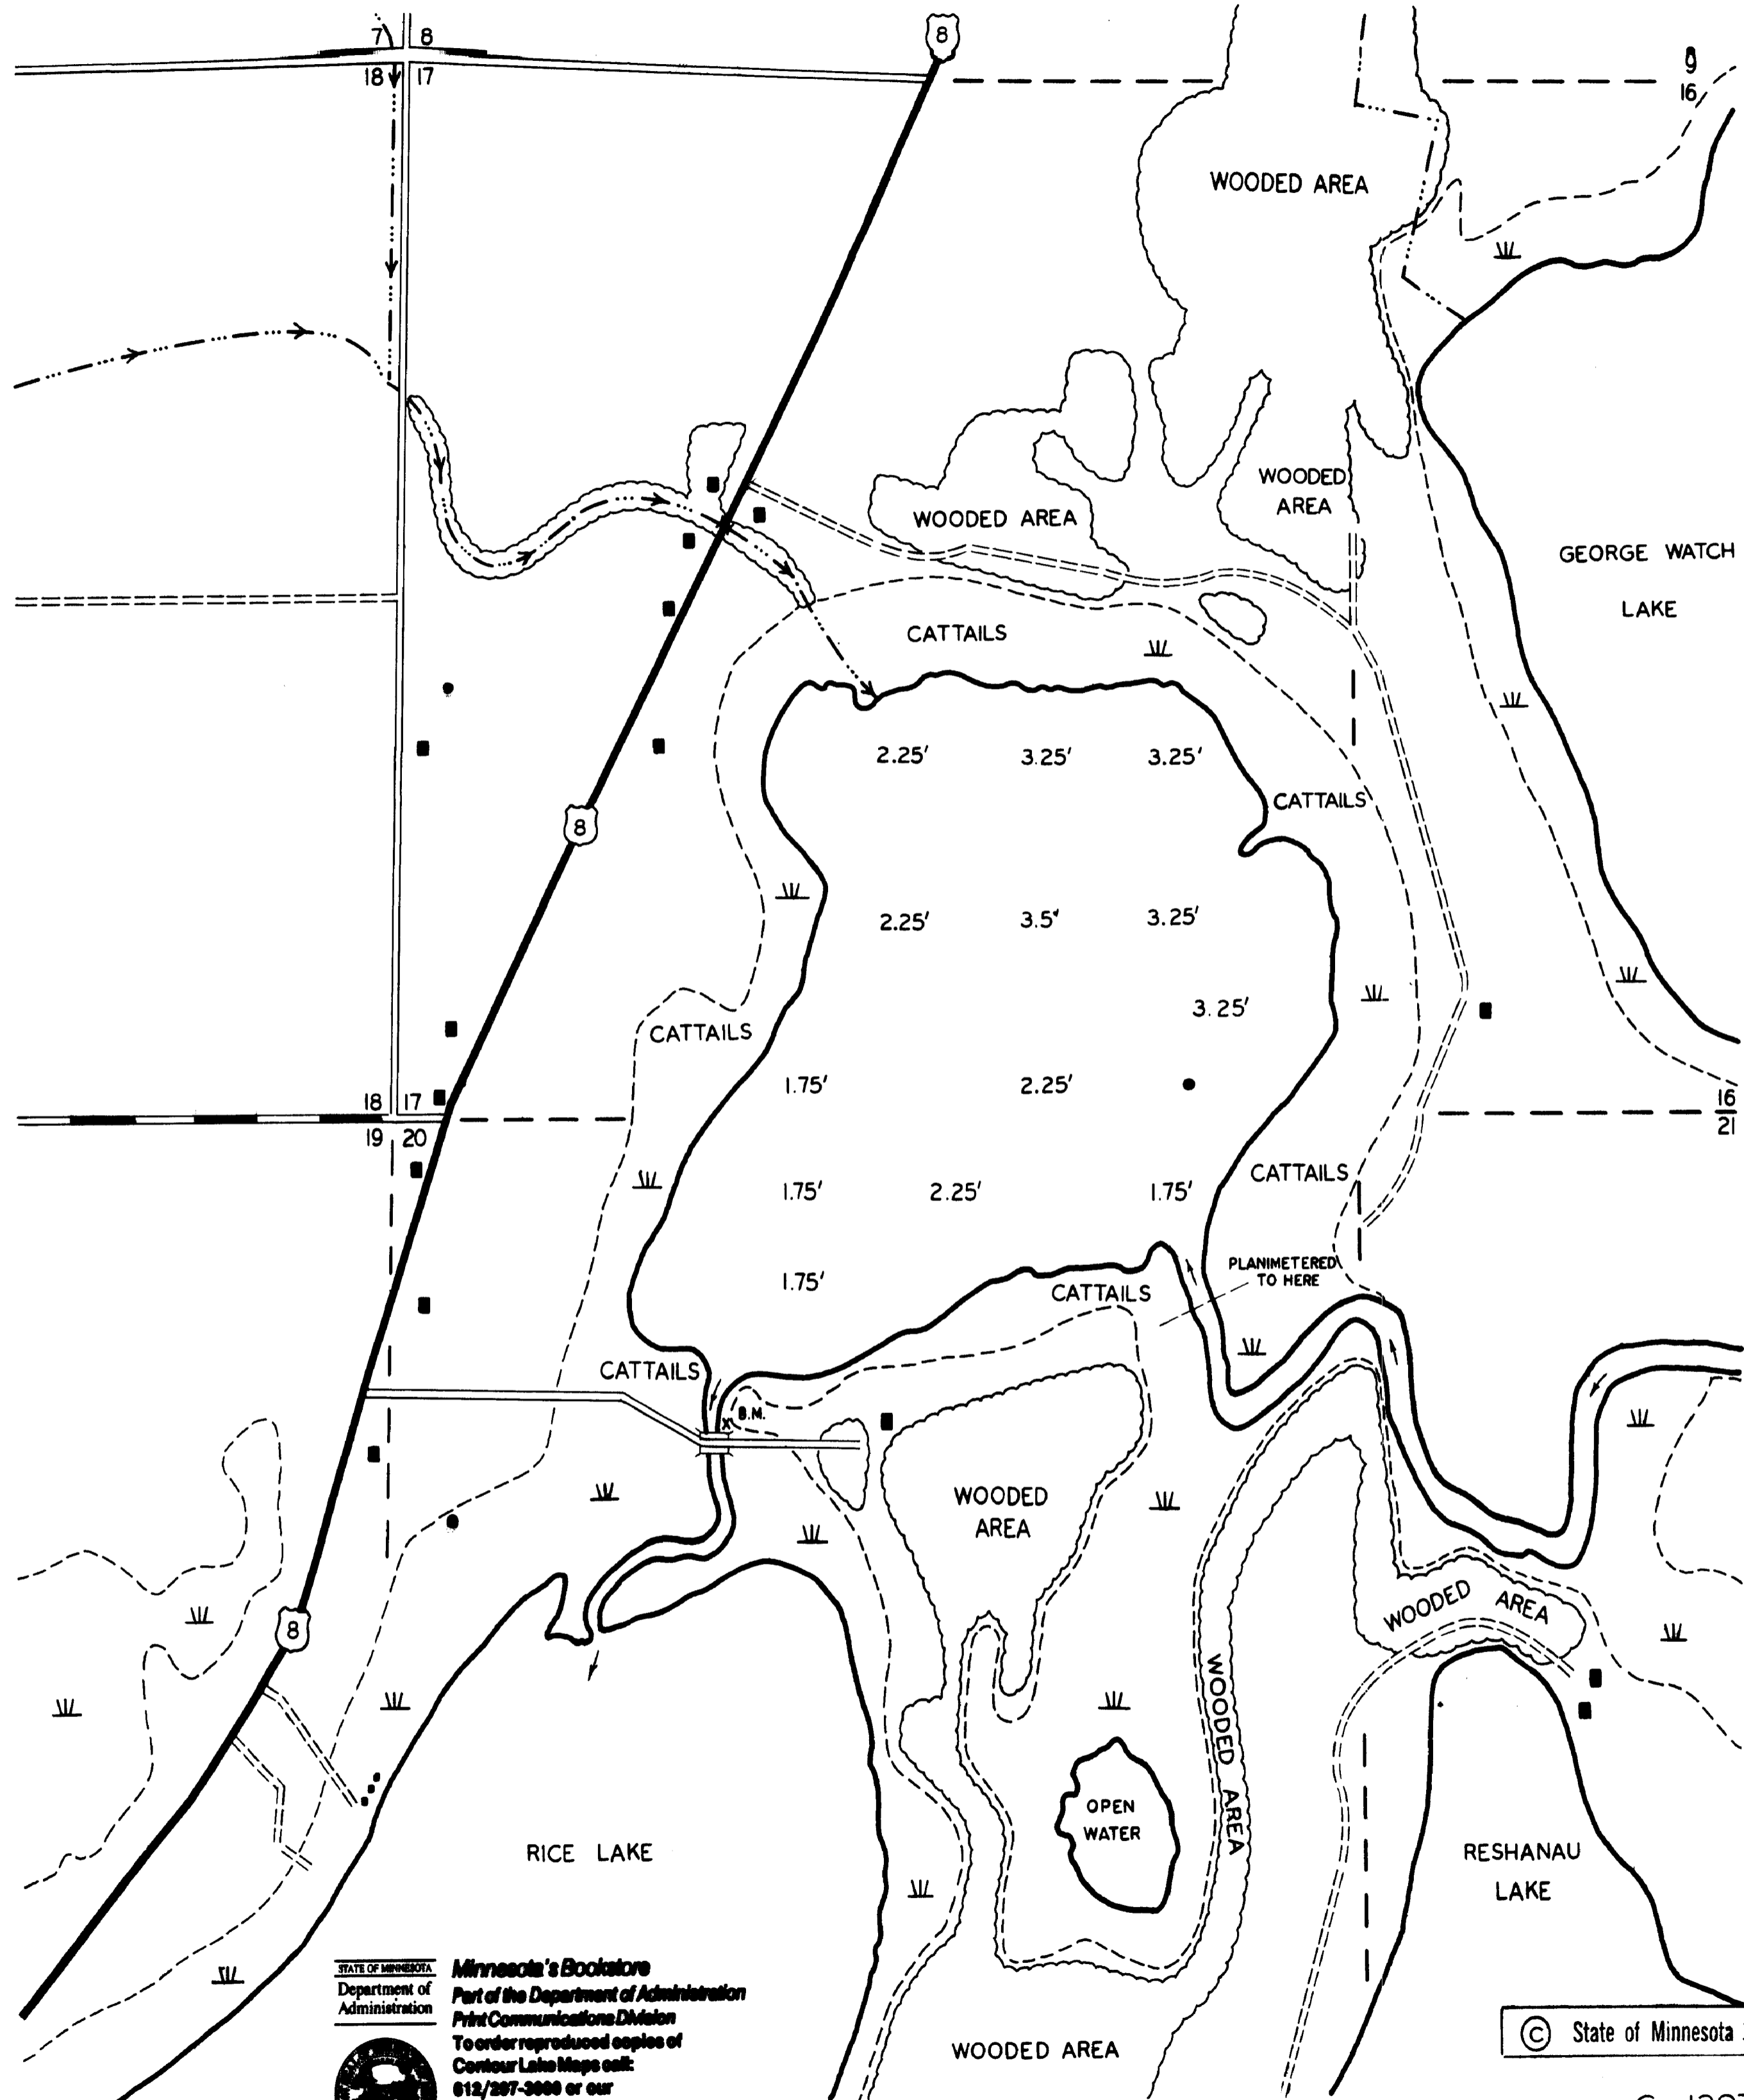 7 8
18 17
8
9
16
WOODED AREA
WOODED
AREA
WOODED AREA
GEORGE WATCH
LAKE
CATTAILS
2.25' 3.25' 3.25'
CATTAILS
8
2.25' 3.5' 3.25'
3.25'
CATTAILS
1.75' 2.25'
18 17
19 20
16
21
CATTAILS
1.75' 2.25' 1.75'
PLANIMETERED
TO HERE
1.75'
CATTAILS
CATTAILS
X B.M.
WOODED
AREA
WOODED AREA
8
WOODED AREA
OPEN
WATER
RICE LAKE
RESHANAU
LAKE
STATE OF MINNESOTA
Department of
Administration
Minnesota's Bookstore
Part of the Department of Administration
Print Communications Division
To order reproduced copies of
Contour Lake Maps call:
612/297-3000 or our
WOODED AREA
© State of Minnesota